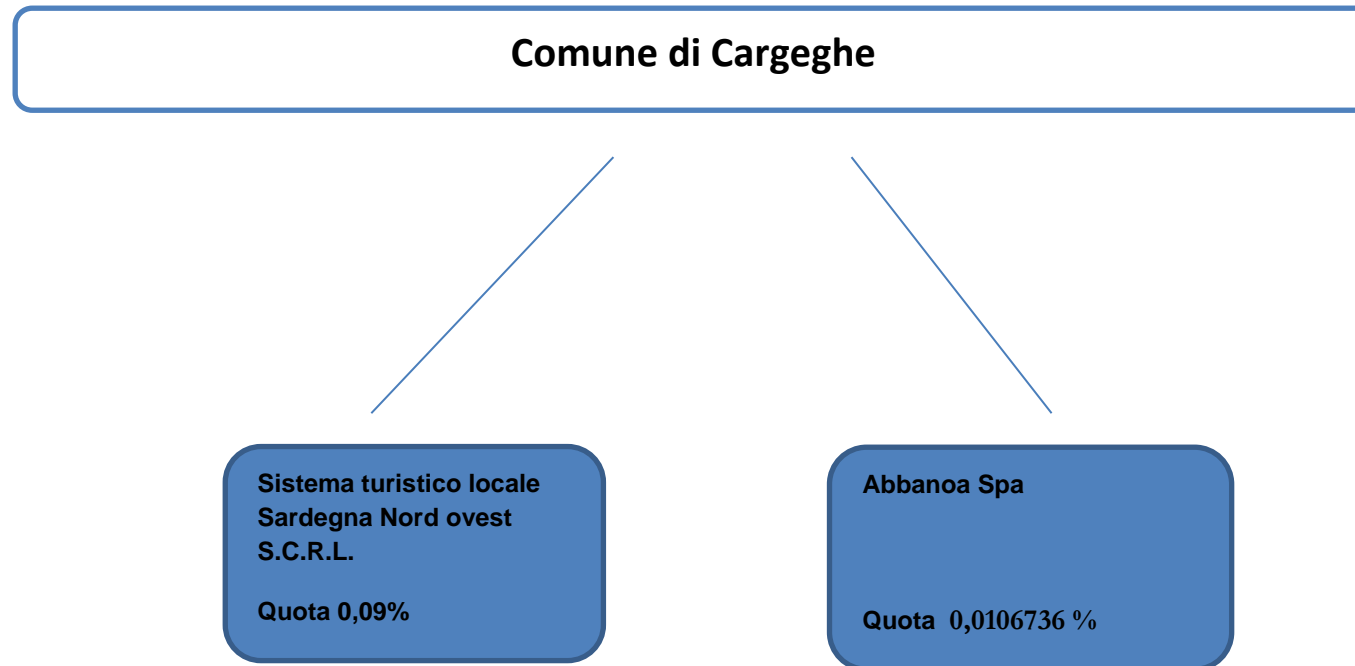 Comune di Cargeghe
Sistema turistico locale
Sardegna Nord ovest
S.C.R.L.
Quota 0,09%
Abbanoa Spa
Quota 0,0106736 %